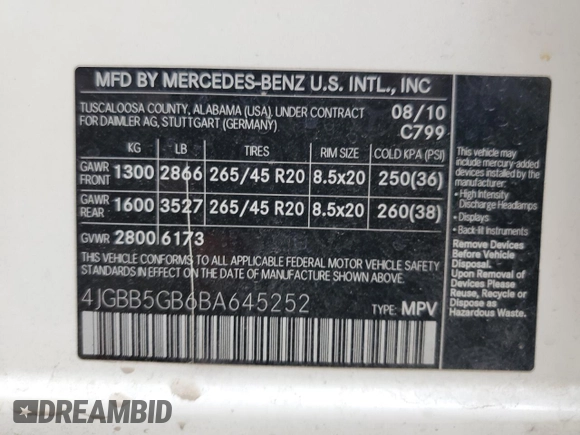 MFD BY MERCEDES-BENZ U.S. INTL., INC
TUSCALOOSA COUNTY, ALABAMA (USA), UNDER CONTRACT
FOR DAIMLER AG, STUTTGART (GERMANY)
08/10
C799
KG LB TIRES RIM SIZE COLD KPA (PSI)
GAWR FRONT 1300 2866 265/45 R20 8.5x20 250(36)
GAWR REAR 1600 3527 265/45 R20 8.5x20 260(38)
GVWR 2800 6173
THIS VEHICLE CONFORMS TO ALL APPLICABLE FEDERAL MOTOR VEHICLE SAFETY
STANDARDS IN EFFECT ON THE DATE OF MANUFACTURE SHOWN ABOVE.
4JGBB5GB6BA645252
TYPE: MPV
This vehicle may
include mercury-added
devices installed by the
manufacturer:
• High Intensity
Discharge Headlamps
• Displays
• Back-lit Instruments
Remove Devices
Before Vehicle
Disposal.
Upon Removal
of Devices Please
Reuse, Recycle or
Dispose as
Hazardous Waste.
DREAMBID